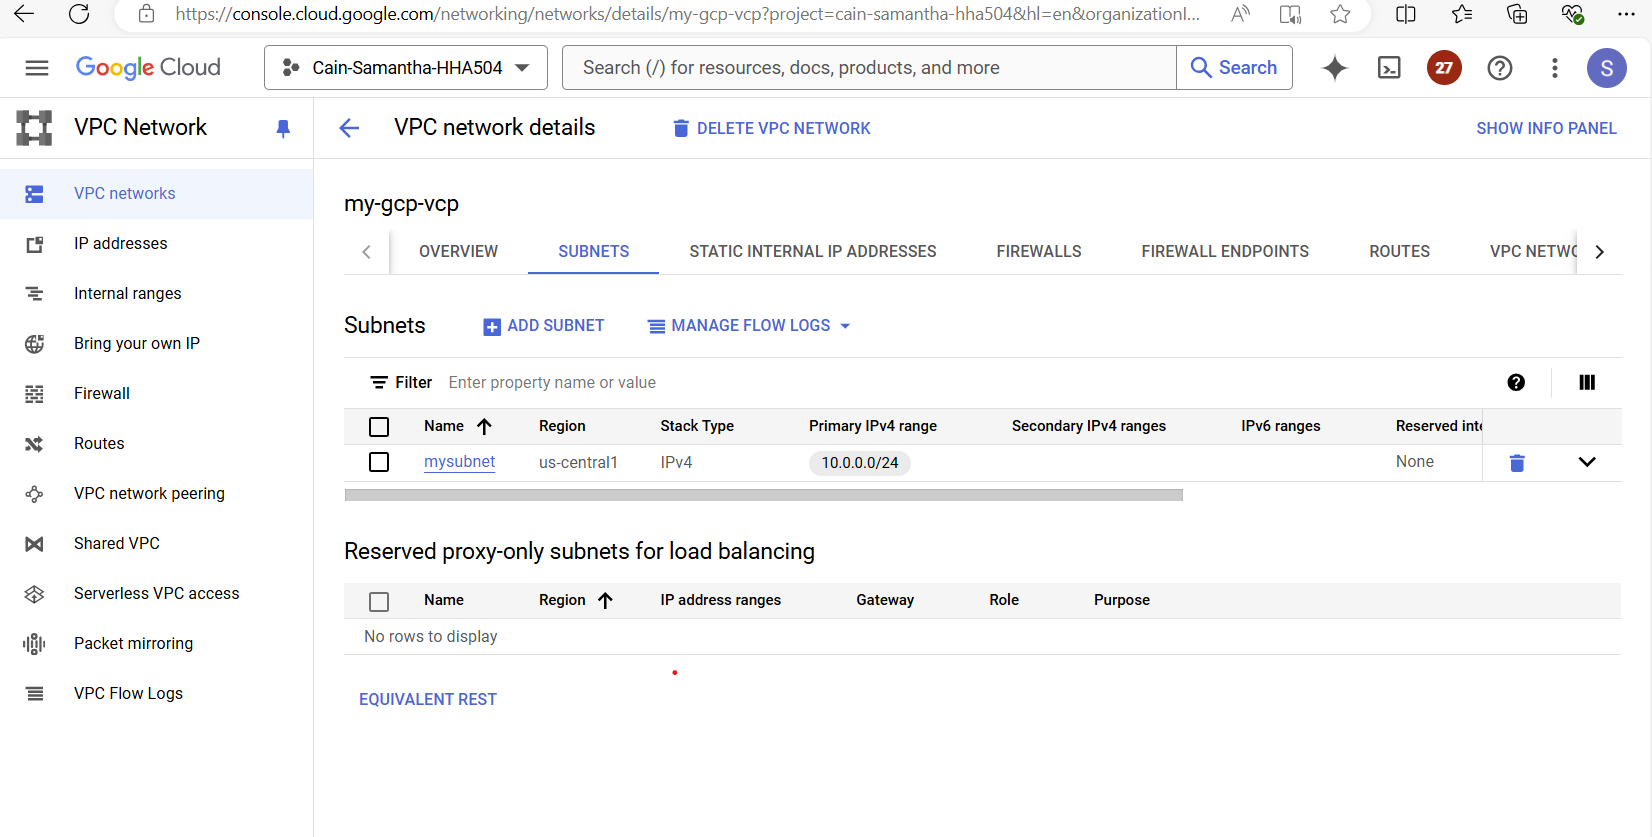 https://console.cloud.google.com/networking/networks/details/my-gcp-vcp?project=cain-samantha-hha504&hl=en&organizationI...
Google Cloud
Cain-Samantha-HHA504
Search (/) for resources, docs, products, and more
Search
27
S
VPC Network
VPC network details
DELETE VPC NETWORK
SHOW INFO PANEL
VPC networks
IP addresses
Internal ranges
Bring your own IP
Firewall
Routes
VPC network peering
Shared VPC
Serverless VPC access
Packet mirroring
VPC Flow Logs
my-gcp-vcp
OVERVIEW SUBNETS STATIC INTERNAL IP ADDRESSES FIREWALLS FIREWALL ENDPOINTS ROUTES VPC NETWO
Subnets ADD SUBNET MANAGE FLOW LOGS
Filter Enter property name or value
Name Region Stack Type Primary IPv4 range Secondary IPv4 ranges IPv6 ranges Reserved inte
mysubnet us-central1 IPv4 10.0.0.0/24 None
Reserved proxy-only subnets for load balancing
Name Region IP address ranges Gateway Role Purpose
No rows to display
EQUIVALENT REST